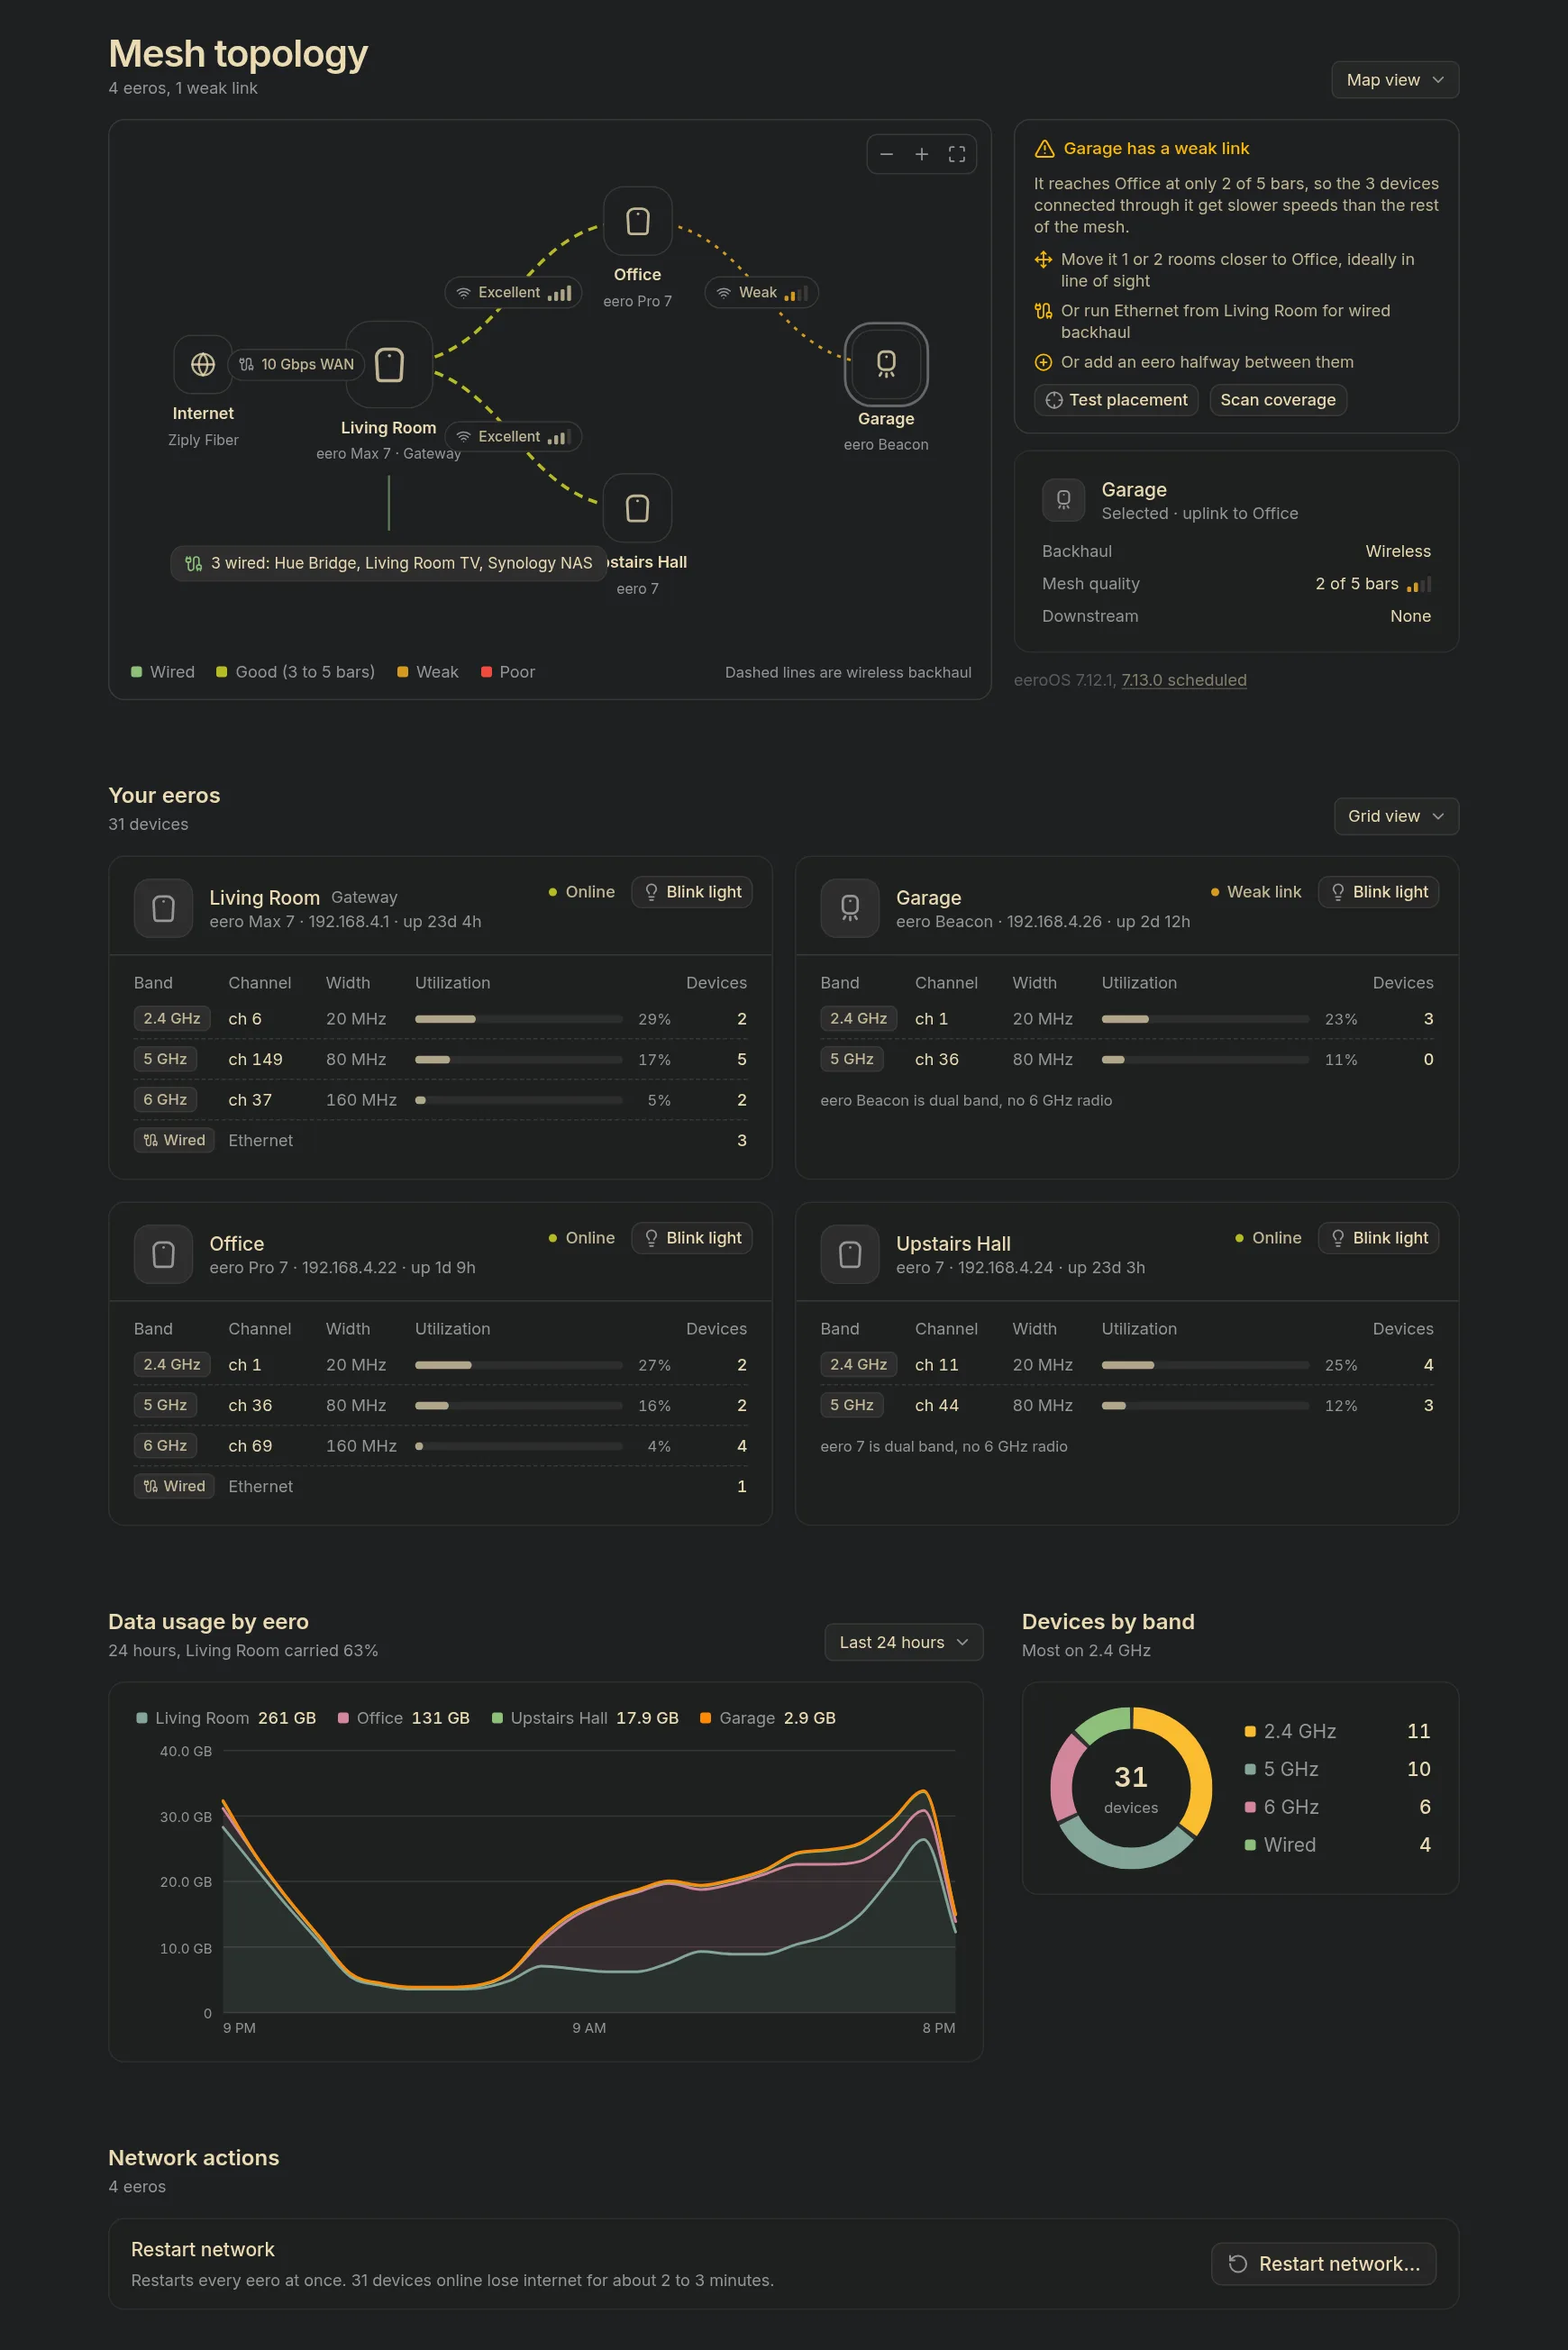 Mesh topology
4 eeros, 1 weak link
Map view
Office
eero Pro 7
Excellent
Weak
10 Gbps WAN
Internet
Ziply Fiber
Living Room
eero Max 7 · Gateway
Excellent
Garage
eero Beacon
3 wired: Hue Bridge, Living Room TV, Synology NAS
pstairs Hall
eero 7
Wired
Good (3 to 5 bars)
Weak
Poor
Dashed lines are wireless backhaul
Garage has a weak link
It reaches Office at only 2 of 5 bars, so the 3 devices
connected through it get slower speeds than the rest
of the mesh.
Move it 1 or 2 rooms closer to Office, ideally in
line of sight
Or run Ethernet from Living Room for wired
backhaul
Or add an eero halfway between them
Test placement
Scan coverage
Garage
Selected · uplink to Office
Backhaul Wireless
Mesh quality 2 of 5 bars
Downstream None
eeroOS 7.12.1, 7.13.0 scheduled
Your eeros
31 devices
Grid view
Living Room Gateway
eero Max 7 · 192.168.4.1 · up 23d 4h
Online
Blink light
Band Channel Width Utilization Devices
2.4 GHz ch 6 20 MHz 29% 2
5 GHz ch 149 80 MHz 17% 5
6 GHz ch 37 160 MHz 5% 2
Wired Ethernet 3
Garage
eero Beacon · 192.168.4.26 · up 2d 12h
Weak link
Blink light
Band Channel Width Utilization Devices
2.4 GHz ch 1 20 MHz 23% 3
5 GHz ch 36 80 MHz 11% 0
eero Beacon is dual band, no 6 GHz radio
Office
eero Pro 7 · 192.168.4.22 · up 1d 9h
Online
Blink light
Band Channel Width Utilization Devices
2.4 GHz ch 1 20 MHz 27% 2
5 GHz ch 36 80 MHz 16% 2
6 GHz ch 69 160 MHz 4% 4
Wired Ethernet 1
Upstairs Hall
eero 7 · 192.168.4.24 · up 23d 3h
Online
Blink light
Band Channel Width Utilization Devices
2.4 GHz ch 11 20 MHz 25% 4
5 GHz ch 44 80 MHz 12% 3
eero 7 is dual band, no 6 GHz radio
Data usage by eero
24 hours, Living Room carried 63%
Last 24 hours
Living Room 261 GB
Office 131 GB
Upstairs Hall 17.9 GB
Garage 2.9 GB
40.0 GB
30.0 GB
20.0 GB
10.0 GB
0
9 PM 9 AM 8 PM
Devices by band
Most on 2.4 GHz
31
devices
2.4 GHz 11
5 GHz 10
6 GHz 6
Wired 4
Network actions
4 eeros
Restart network
Restarts every eero at once. 31 devices online lose internet for about 2 to 3 minutes.
Restart network...